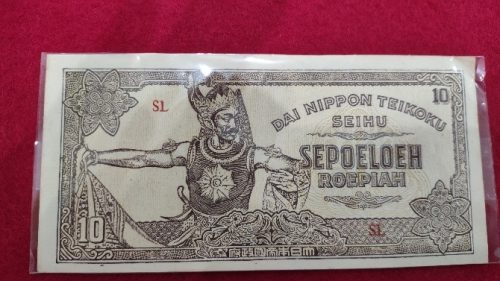 10
SL
DAI NIPPON TEIKOKU
SEIHU
SEPOELOEH
ROEPIAH
SL
10